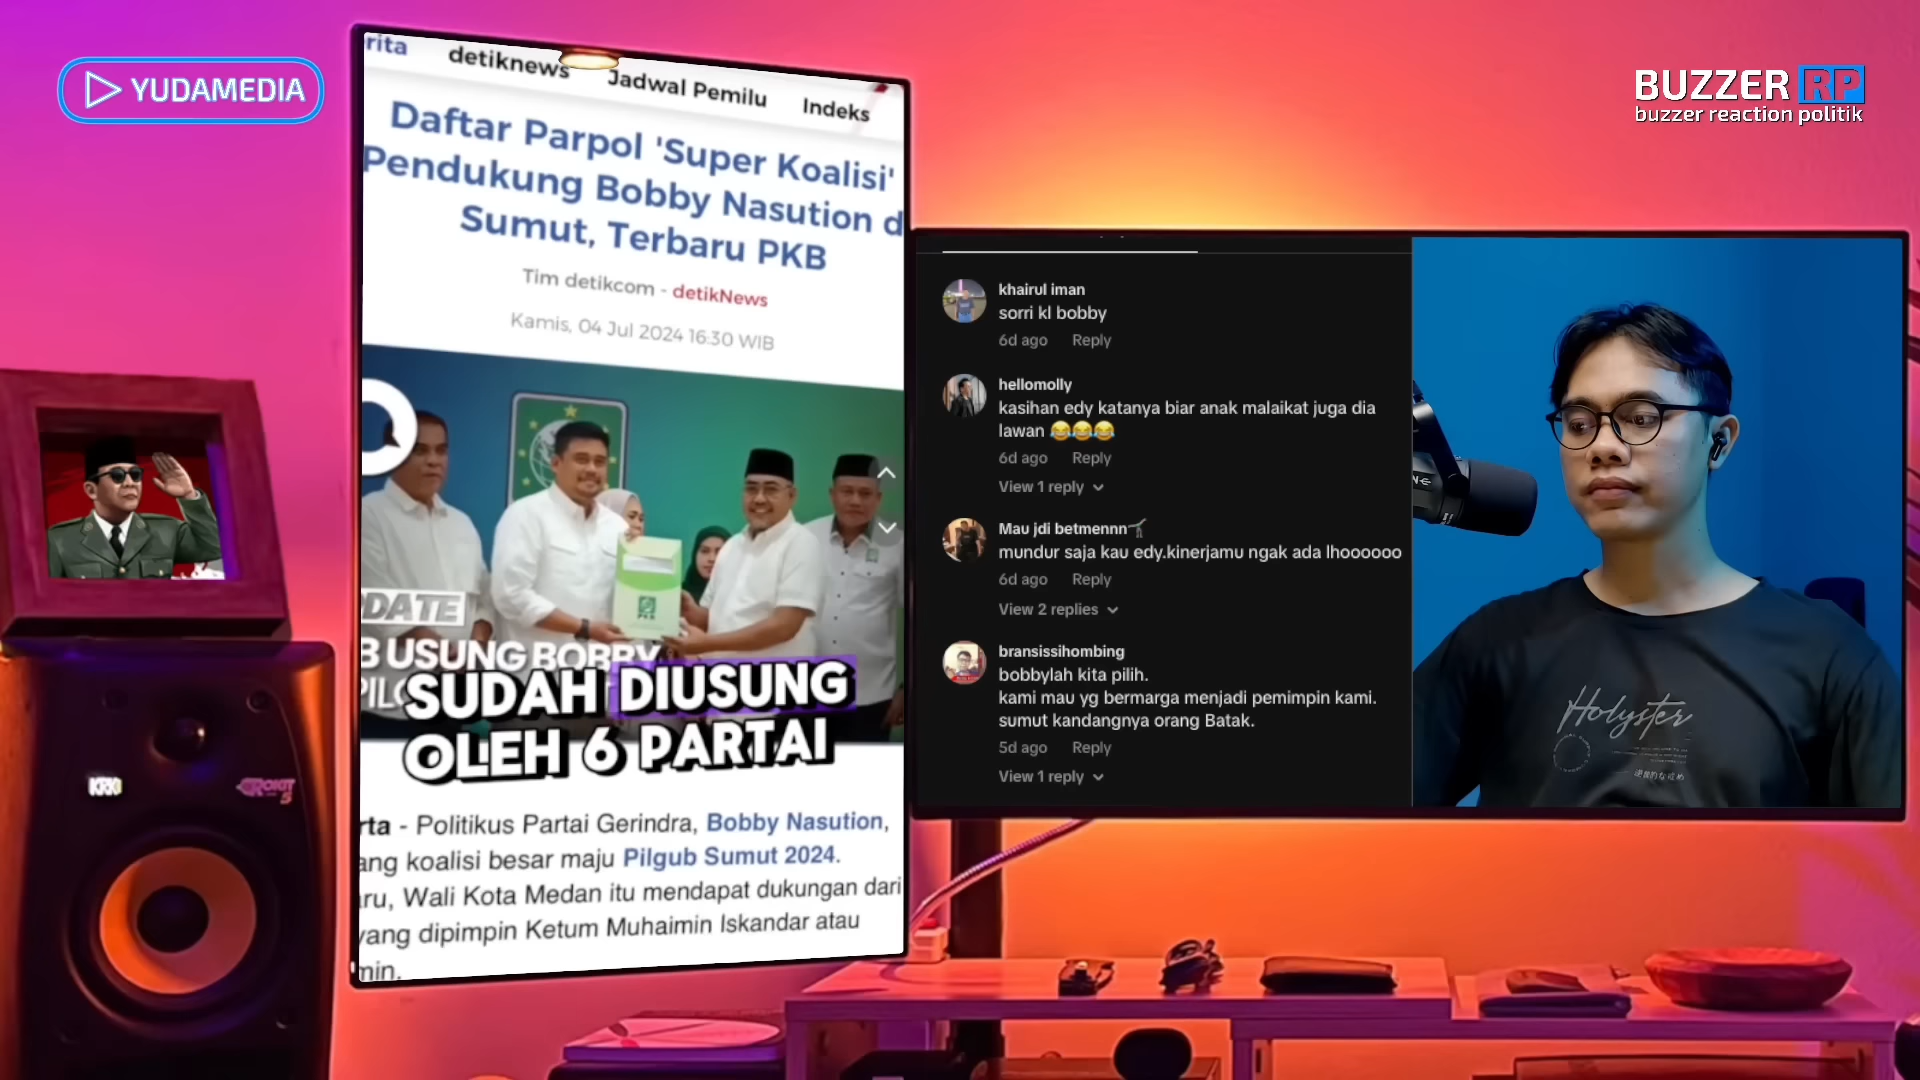 YUDAMEDIA
BUZZER RP
buzzer reaction politik
detiknews Jadwal Pemilu Indeks
Daftar Parpol 'Super Koalisi'
Pendukung Bobby Nasution d
Sumut, Terbaru PKB
Tim detikcom - detikNews
Kamis, 04 Jul 2024 16:30 WIB
PKB
DATE
B USUNG BOBBY
SUDAH DIUSUNG
OLEH 6 PARTAI
rta - Politikus Partai Gerindra, Bobby Nasution,
ang koalisi besar maju Pilgub Sumut 2024.
ru, Wali Kota Medan itu mendapat dukungan dari
yang dipimpin Ketum Muhaimin Iskandar atau
min.
khairul iman
sorri kl bobby
6d ago Reply
hellomolly
kasihan edy katanya biar anak malaikat juga dia
lawan 😂😂😂
6d ago Reply
View 1 reply
Mau jdi betmennn
mundur saja kau edy.kinerjamu ngak ada lhoooooo
6d ago Reply
View 2 replies
bransissihombing
bobbylah kita pilih.
kami mau yg bermarga menjadi pemimpin kami.
sumut kandangnya orang Batak.
5d ago Reply
View 1 reply
Holyster
KRK
ROKIT 5